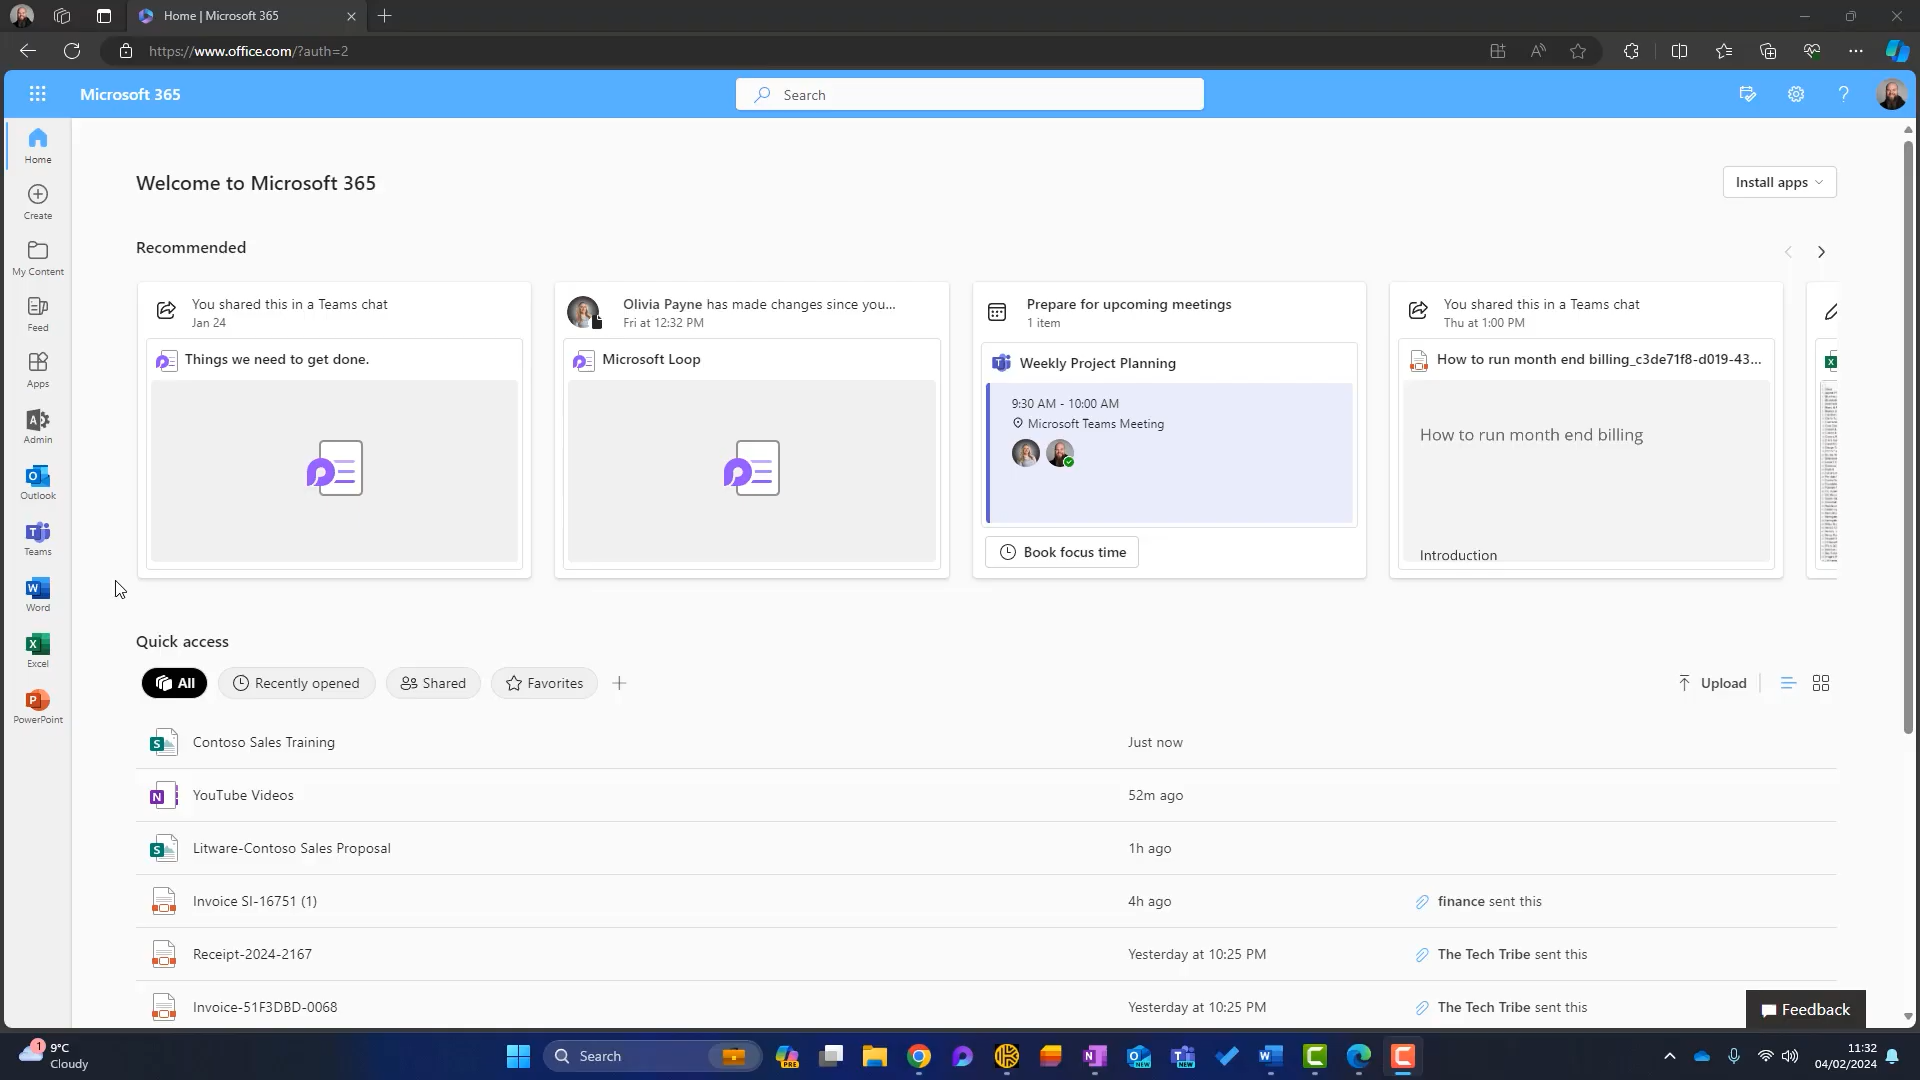 Home | Microsoft 365
https://www.office.com/?auth=2
Microsoft 365
Search
Home
Create
My Content
Feed
Apps
Admin
Outlook
Teams
Word
Excel
PowerPoint
Welcome to Microsoft 365
Install apps
Recommended
You shared this in a Teams chat
Jan 24
Things we need to get done.
Olivia Payne has made changes since you...
Fri at 12:32 PM
Microsoft Loop
Prepare for upcoming meetings
1 item
Weekly Project Planning
9:30 AM - 10:00 AM
Microsoft Teams Meeting
Book focus time
You shared this in a Teams chat
Thu at 1:00 PM
How to run month end billing_c3de71f8-d019-43...
How to run month end billing
Introduction
Quick access
All
Recently opened
Shared
Favorites
Upload
Contoso Sales Training
Just now
YouTube Videos
52m ago
Litware-Contoso Sales Proposal
1h ago
Invoice SI-16751 (1)
4h ago
finance sent this
Receipt-2024-2167
Yesterday at 10:25 PM
The Tech Tribe sent this
Invoice-51F3DBD-0068
Yesterday at 10:25 PM
The Tech Tribe sent this
Feedback
1
9°C
Cloudy
Search
PRE
NEW
NEW
11:32
04/02/2024